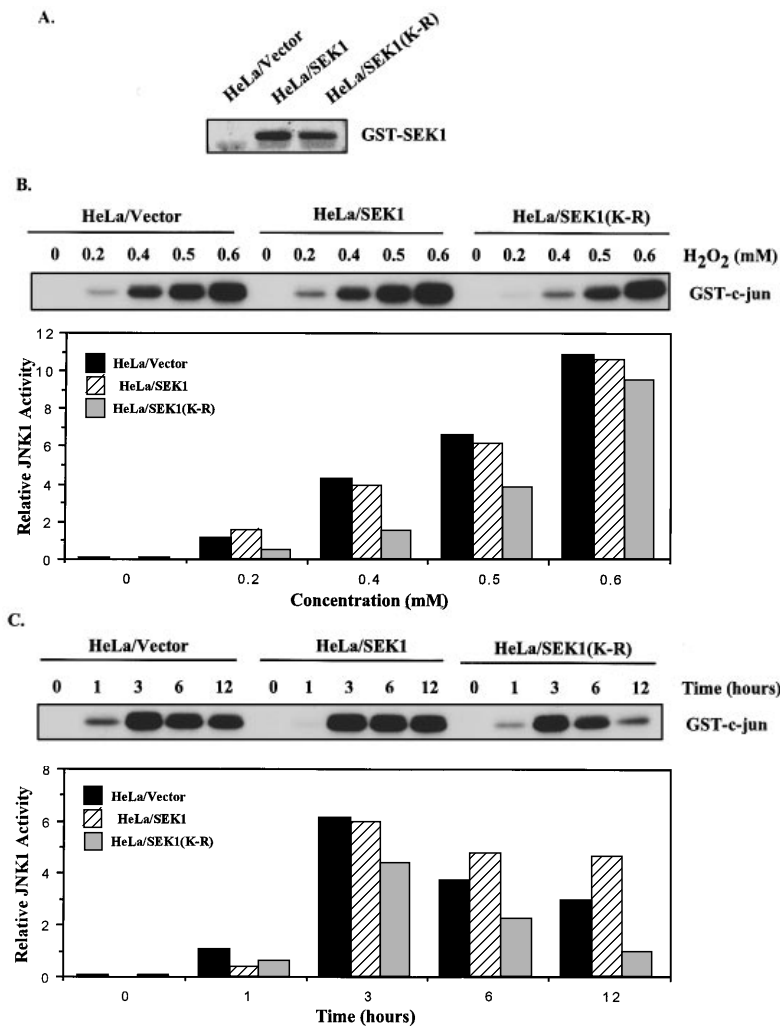 A.
HeLa/Vector
HeLa/SEK1
HeLa/SEK1(K-R)
GST-SEK1
B.
HeLa/Vector HeLa/SEK1 HeLa/SEK1(K-R)
0 0.2 0.4 0.5 0.6 0 0.2 0.4 0.5 0.6 0 0.2 0.4 0.5 0.6 H2O2 (mM)
GST-c-jun
12
10
8
6
4
2
0
Relative JNK1 Activity
HeLa/Vector
HeLa/SEK1
HeLa/SEK1(K-R)
0 0.2 0.4 0.5 0.6
Concentration (mM)
C.
HeLa/Vector HeLa/SEK1 HeLa/SEK1(K-R)
0 1 3 6 12 0 1 3 6 12 0 1 3 6 12 Time (hours)
GST-c-jun
8
6
4
2
0
Relative JNK1 Activity
HeLa/Vector
HeLa/SEK1
HeLa/SEK1(K-R)
0 1 3 6 12
Time (hours)